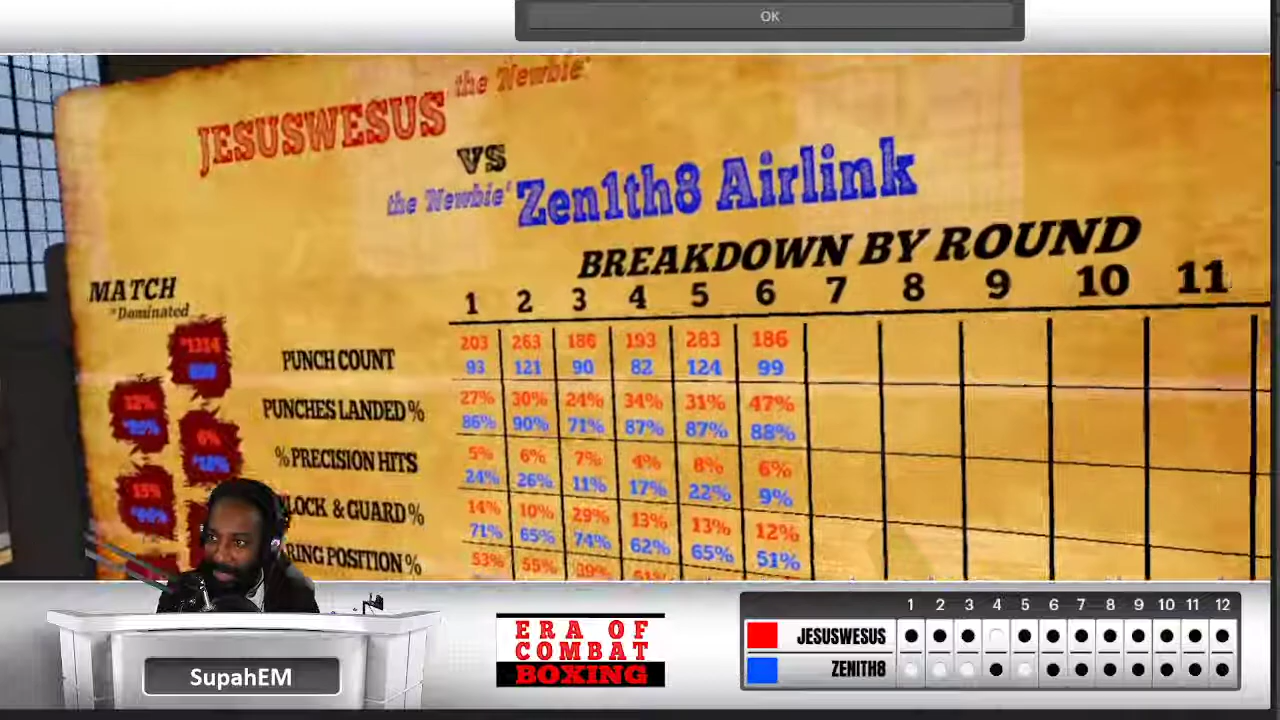 OK
JESUSWESUS the 'Newbie'
VS
the 'Newbie' Zen1th8 Airlink
BREAKDOWN BY ROUND
MATCH
*Dominated
1 2 3 4 5 6 7 8 9 10 11
PUNCH COUNT
203 263 186 193 283 186
93 121 90 82 124 99
PUNCHES LANDED %
27% 30% 24% 34% 31% 47%
86% 90% 71% 87% 87% 88%
% PRECISION HITS
5% 6% 7% 4% 8% 6%
24% 26% 11% 17% 22% 9%
LOCK & GUARD %
14% 10% 29% 13% 13% 12%
71% 65% 74% 62% 65% 51%
RING POSITION %
53% 55%
SupahEM
ERA OF
COMBAT
BOXING
1 2 3 4 5 6 7 8 9 10 11 12
JESUSWESUS
ZENITH8